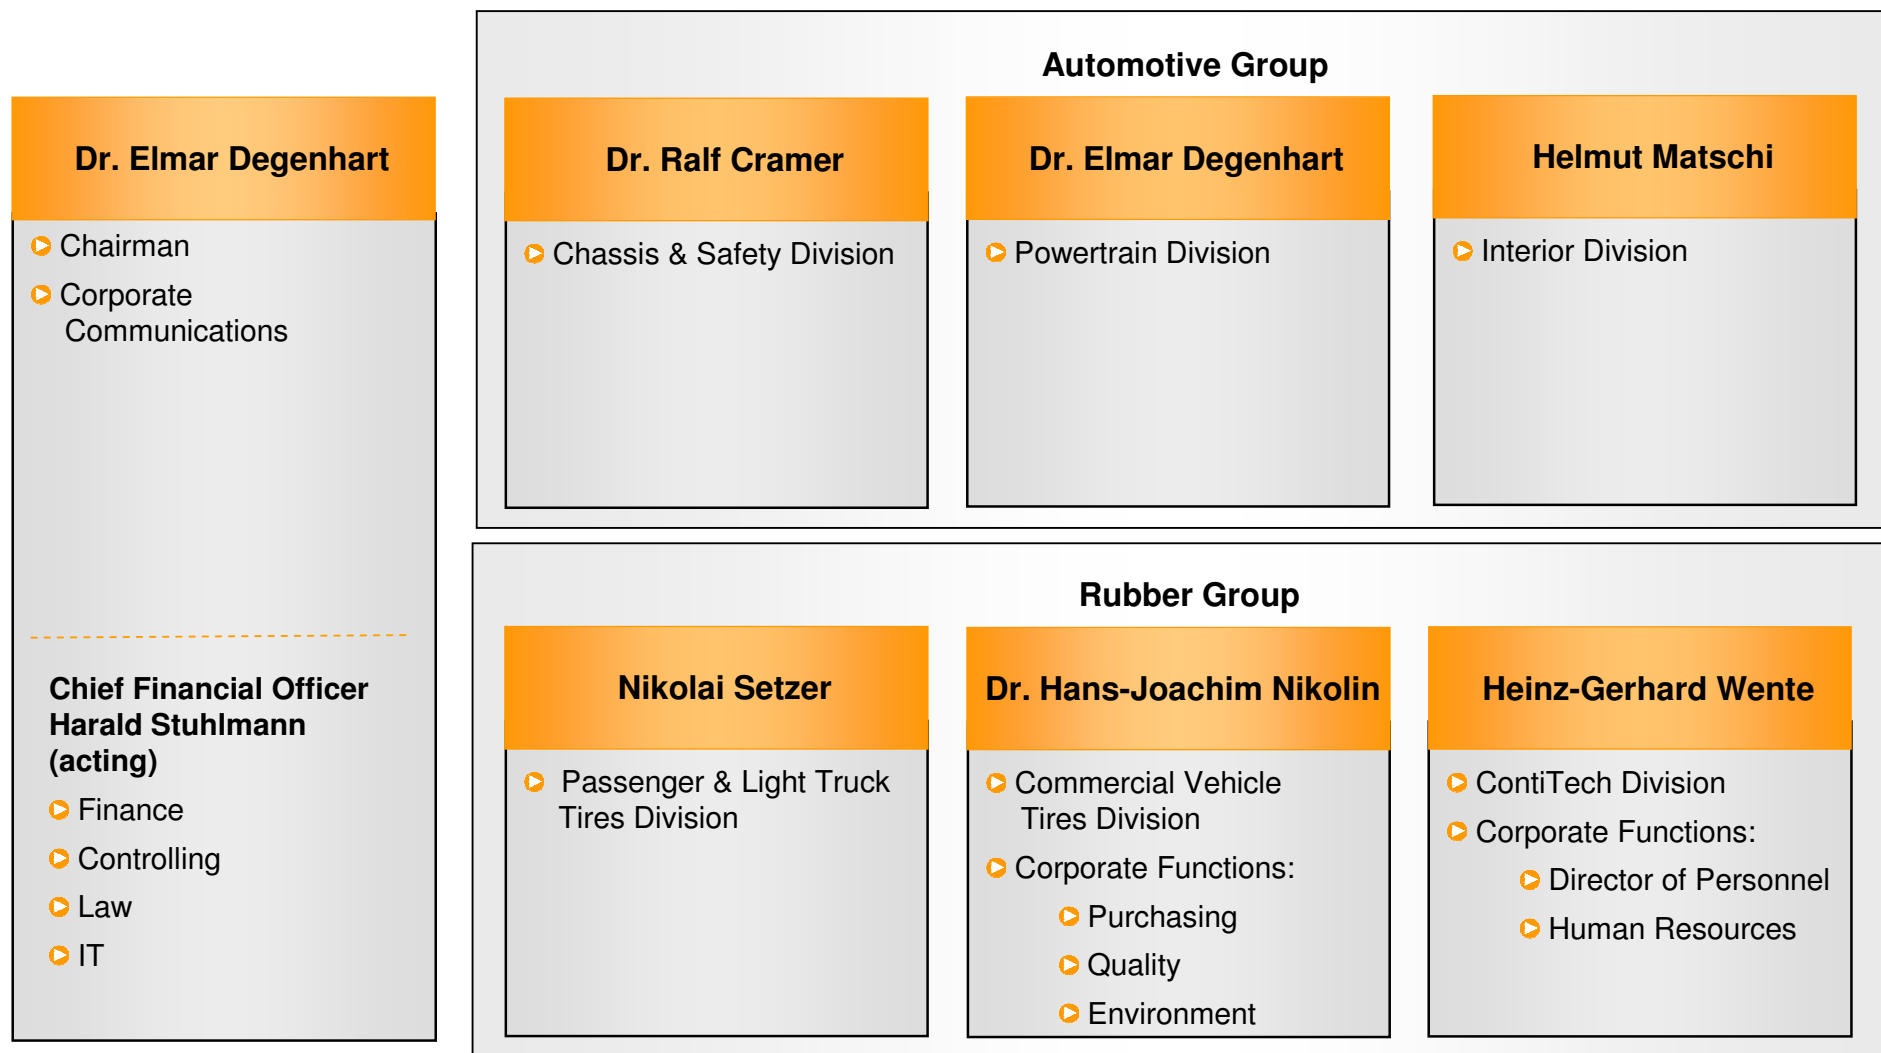 Dr. Elmar Degenhart
Chairman
Corporate
Communications
Chief Financial Officer
Harald Stuhlmann
(acting)
Finance
Controlling
Law
IT
Automotive Group
Dr. Ralf Cramer
Chassis & Safety Division
Dr. Elmar Degenhart
Powertrain Division
Helmut Matschi
Interior Division
Rubber Group
Nikolai Setzer
Passenger & Light Truck
Tires Division
Dr. Hans-Joachim Nikolin
Commercial Vehicle
Tires Division
Corporate Functions:
Purchasing
Quality
Environment
Heinz-Gerhard Wente
ContiTech Division
Corporate Functions:
Director of Personnel
Human Resources